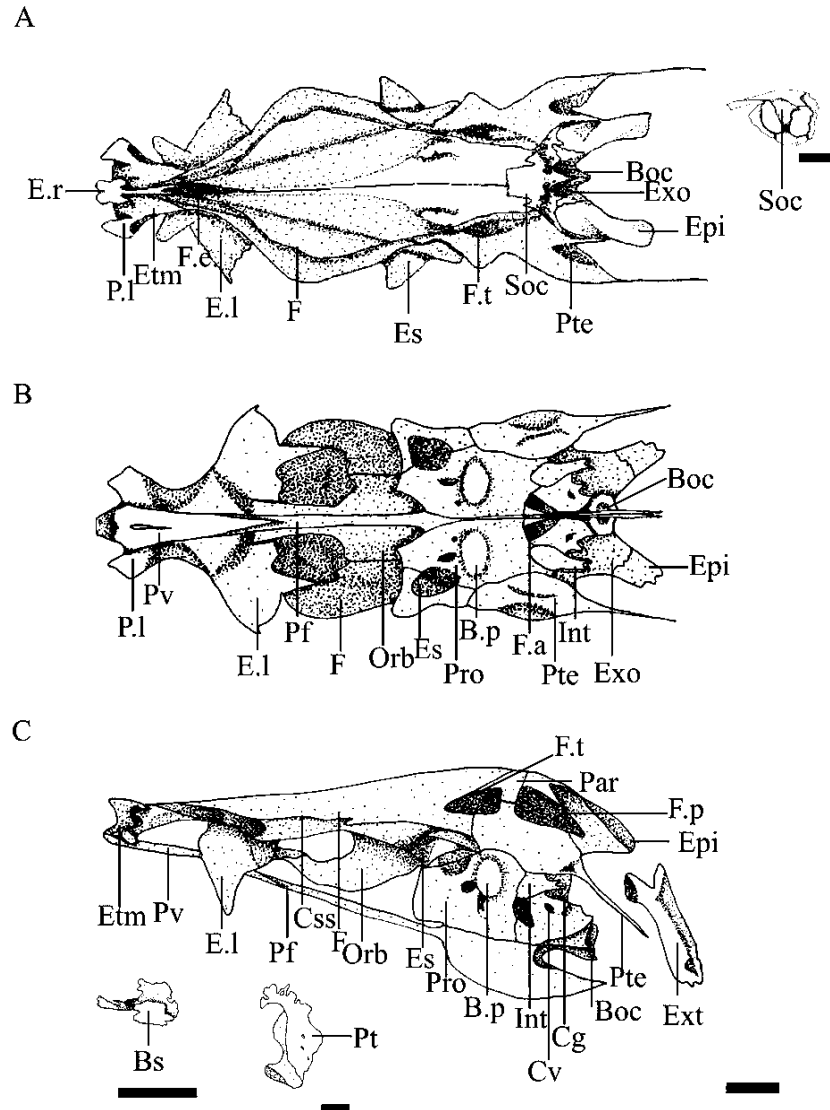 A
E.r
P.l
Etm
F.e
E.l
F
Es
F.t
Soc
Pte
Boc
Exo
Epi
Soc
B
P.l
Pv
E.l
Pf
F
Orb
Es
Pro
B.p
F.a
Pte
Int
Exo
Boc
Epi
C
F.t
Par
F.p
Epi
Etm
Pv
E.l
Pf
Css
F
Orb
Es
Pro
B.p
Int
Cv
Cg
Boc
Pte
Ext
Bs
Pt